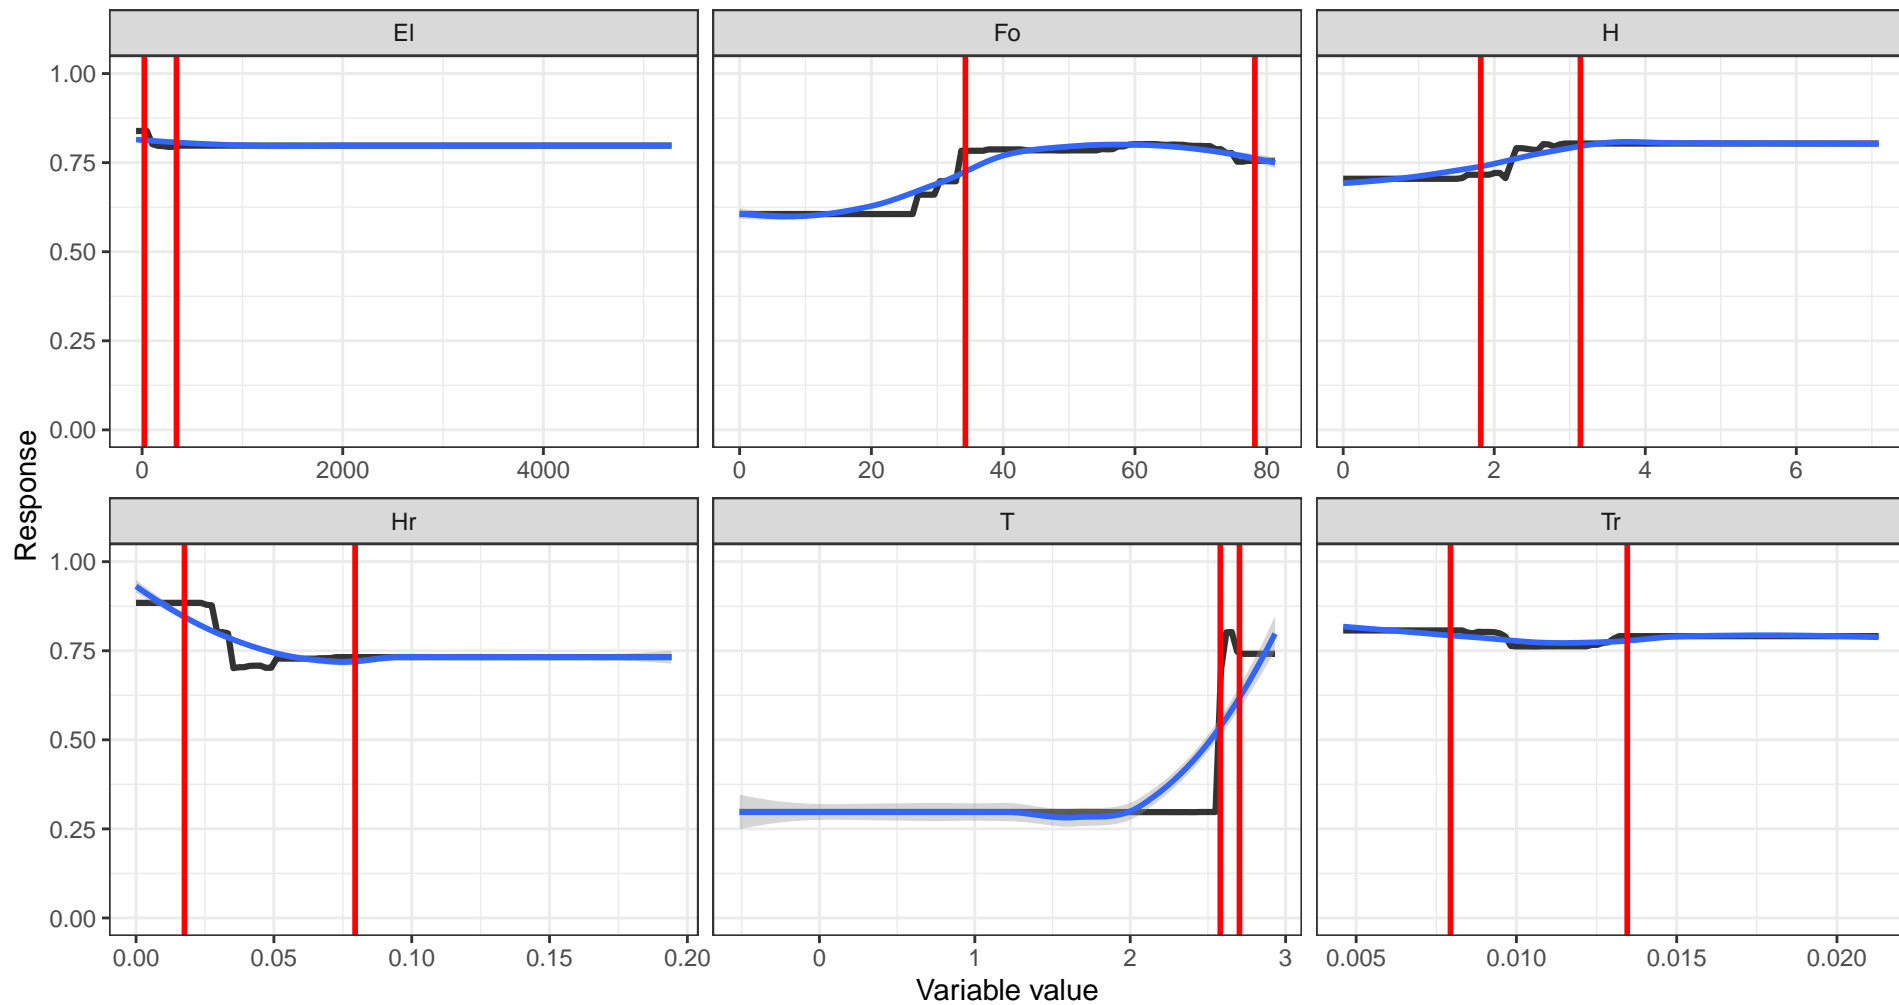 El
Fo
H
1.00
0.75
0.50
0.25
0.00
0 2000 4000
0 20 40 60 80
0 2 4 6
Response
Hr
T
Tr
1.00
0.75
0.50
0.25
0.00
0.00 0.05 0.10 0.15 0.20
0 1 2 3
0.005 0.010 0.015 0.020
Variable value